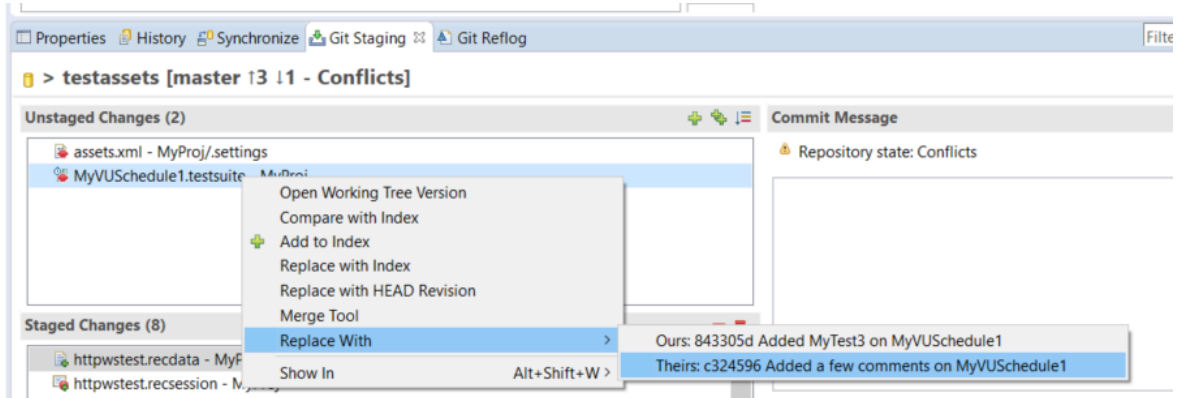 Properties History Synchronize Git Staging Git Reflog
> testassets [master ↑3 ↓1 - Conflicts]
Unstaged Changes (2)
assets.xml - MyProj/.settings
MyVUSchedule1.testsuite - MyProj
Open Working Tree Version
Compare with Index
Add to Index
Replace with Index
Replace with HEAD Revision
Merge Tool
Replace With >
Show In Alt+Shift+W >
Ours: 843305d Added MyTest3 on MyVUSchedule1
Theirs: c324596 Added a few comments on MyVUSchedule1
Staged Changes (8)
httpwstest.recdata -
httpwstest.recsession -
Commit Message
Repository state: Conflicts